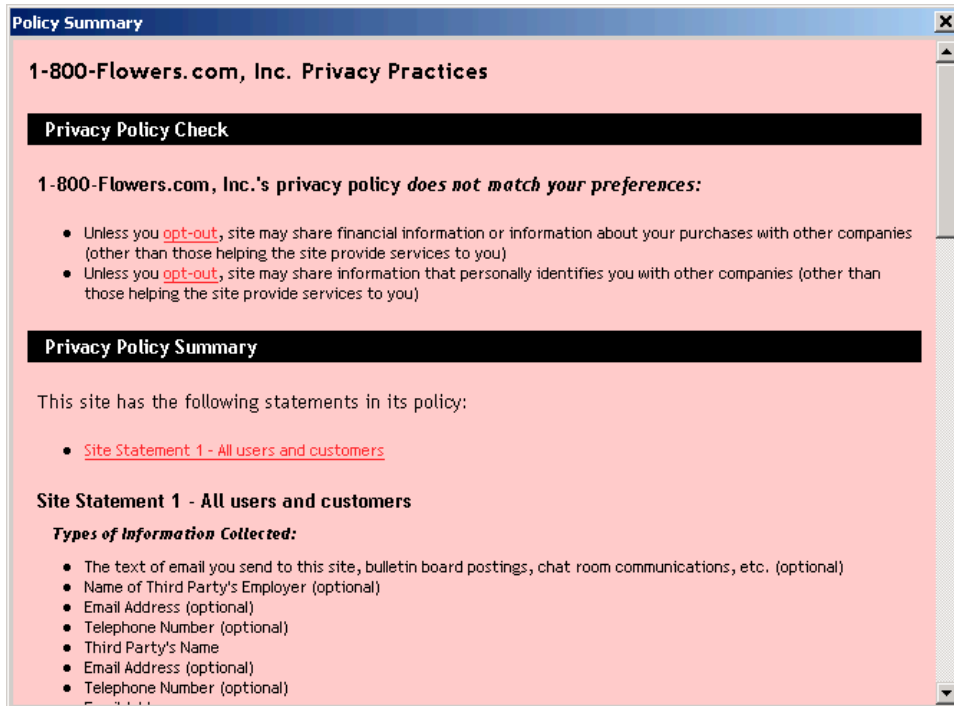 Policy Summary
1-800-Flowers.com, Inc. Privacy Practices
Privacy Policy Check
1-800-Flowers.com, Inc.'s privacy policy does not match your preferences:
• Unless you opt-out, site may share financial information or information about your purchases with other companies
(other than those helping the site provide services to you)
• Unless you opt-out, site may share information that personally identifies you with other companies (other than
those helping the site provide services to you)
Privacy Policy Summary
This site has the following statements in its policy:
• Site Statement 1 - All users and customers
Site Statement 1 - All users and customers
Types of Information Collected:
• The text of email you send to this site, bulletin board postings, chat room communications, etc. (optional)
• Name of Third Party's Employer (optional)
• Email Address (optional)
• Telephone Number (optional)
• Third Party's Name
• Email Address (optional)
• Telephone Number (optional)